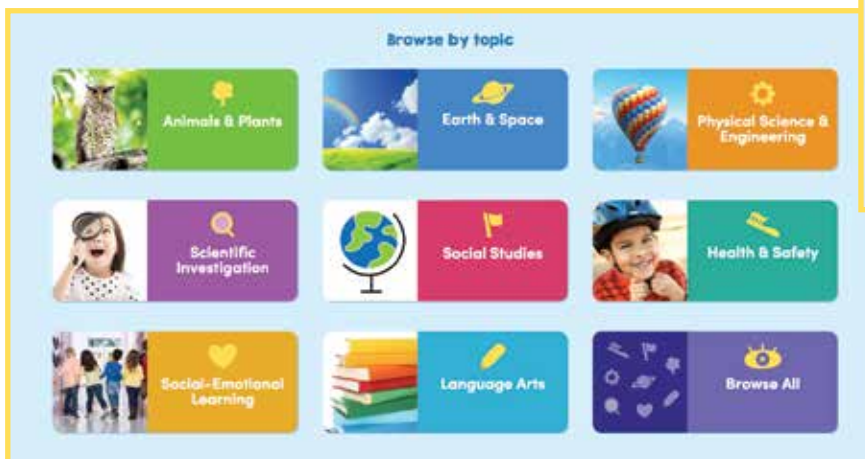 Browse by topic
Animals & Plants
Earth & Space
Physical Science &
Engineering
Scientific
Investigation
Social Studies
Health & Safety
Social-Emotional
Learning
Language Arts
Browse All